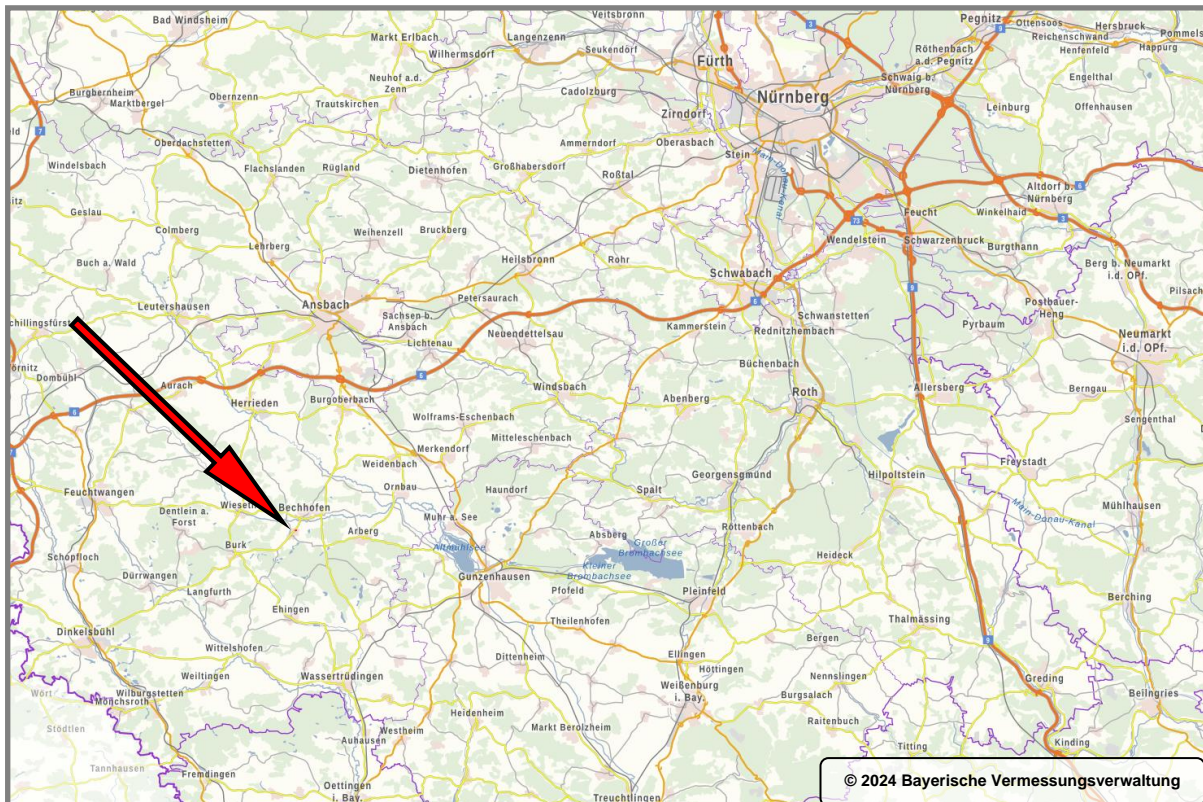 Veitsbronn
Pegnitz
Ottensoos
Hersbruck
Pommels
Bad Windsheim
Markt Erlbach
Langenzenn
Reichenschwand
Henfenfeld
Happurg
Wilhermsdorf
Seukendorf
Fürth
Röthenbach
a.d. Pegnitz
Neuhof a.d.
Zenn
Cadolzburg
Schwaig b.
Nürnberg
Engelthal
Burgbernheim
Marktbergel
Obernzenn
Trautskirchen
Nürnberg
Leinburg
Offenhausen
Zirndorf
Oberdachstetten
Ammerndorf
Oberasbach
Stein
Main-Donau-Kanal
Windelsbach
Flachslanden
Rügland
Dietenhofen
Großhabersdorf
Roßtal
Altdorf b.
Nürnberg
Geslau
Feucht
Winkelhaid
Colmberg
Weihenzell
Bruckberg
Wendelstein
Schwarzenbruck
Burgthann
Lehrberg
Heilsbronn
Rohr
Buch a. Wald
Schwabach
Berg b. Neumarkt
i.d. OPf.
Pilsach
Leutershausen
Ansbach
Petersaurach
Sachsen b.
Ansbach
Schwanstetten
Postbauer-
Heng
chillingsfürst
Lichtenau
Neuendettelsau
Kammerstein
Rednitzhembach
Pyrbaum
Neumarkt
i.d. OPf.
Dombühl
Büchenbach
Aurach
Windsbach
Abenberg
Roth
Allersberg
Berngau
Herrieden
Burgoberbach
Wolframs-Eschenbach
Mitteleschenbach
Sengenthal
Merkendorf
Weidenbach
Georgensgmünd
Hilpoltstein
Freystadt
Feuchtwangen
Ornbau
Haundorf
Spalt
Dentlein a.
Forst
Wieseth
Bechhofen
Muhr a. See
Main-Donau-Kanal
Mühlhausen
Arberg
Absberg
Röttenbach
Burk
Altmühlsee
Großer
Brombachsee
Heideck
Schopfloch
Kleiner
Brombachsee
Dürrwangen
Gunzenhausen
Langfurth
Pfofeld
Pleinfeld
Berching
Ehingen
Theilenhofen
Thalmässing
Dinkelsbühl
Bergen
Wittelshofen
Dittenheim
Ellingen
Höttingen
Weiltingen
Wassertrüdingen
Nennslingen
Greding
Wört
Wilburgstetten
Mönchsroth
Weißenburg
i. Bay.
Burgsalach
Beilngries
Heidenheim
Stödtlen
Markt Berolzheim
Raitenbuch
Westheim
Auhausen
Titting
Kinding
Tannhausen
Fremdingen
Oettingen
i. Bay.
Treuchtlingen
© 2024 Bayerische Vermessungsverwaltung